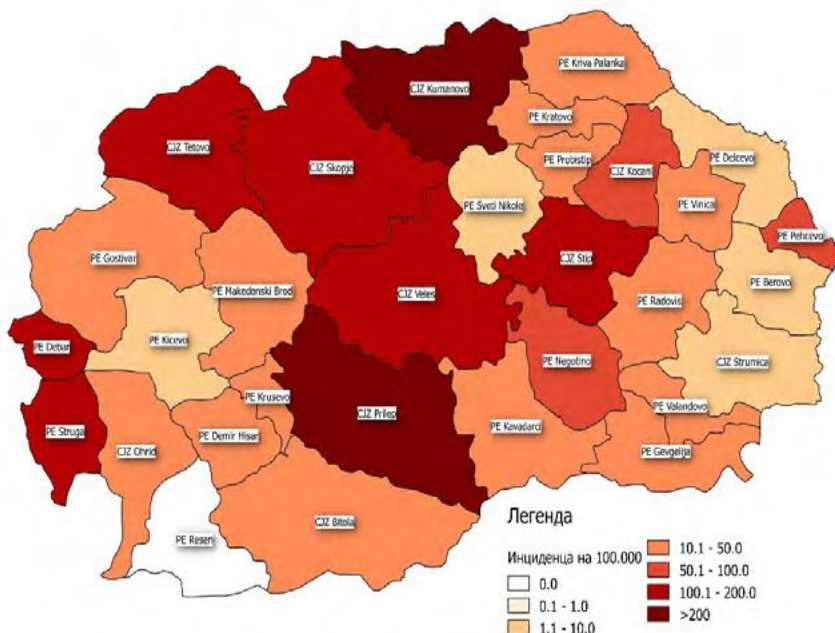 PE Kriva Palanka
CJZ Kumanovo
PE Kratovo
CJZ Tetovo
PE Probistip
PE Delcevo
CJZ Skopje
CJZ Kocani
PE Sveti Nikole
PE Vinica
PE Pehcevo
PE Gostivar
CJZ Stip
PE Berovo
PE Makedonski Brod
CJZ Veles
PE Radovis
PE Debar
PE Kicevo
PE Negotino
CJZ Strumica
PE Krusevo
PE Valandovo
CJZ Prilep
PE Kavadarci
PE Struga
PE Demir Hisar
CJZ Ohrid
PE Gevgelija
CJZ Bitola
PE Resenj
Легенда
Инциденца на 100.000
0.0
0.1 - 1.0
1.1 - 10.0
10.1 - 50.0
50.1 - 100.0
100.1 - 200.0
>200